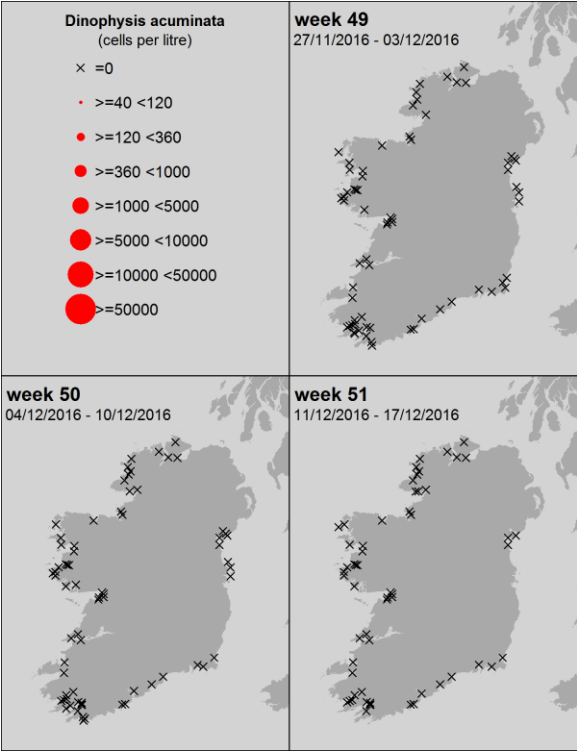 Dinophysis acuminata
(cells per litre)
=0
>=40 <120
>=120 <360
>=360 <1000
>=1000 <5000
>=5000 <10000
>=10000 <50000
>=50000
week 49
27/11/2016 - 03/12/2016
week 50
04/12/2016 - 10/12/2016
week 51
11/12/2016 - 17/12/2016